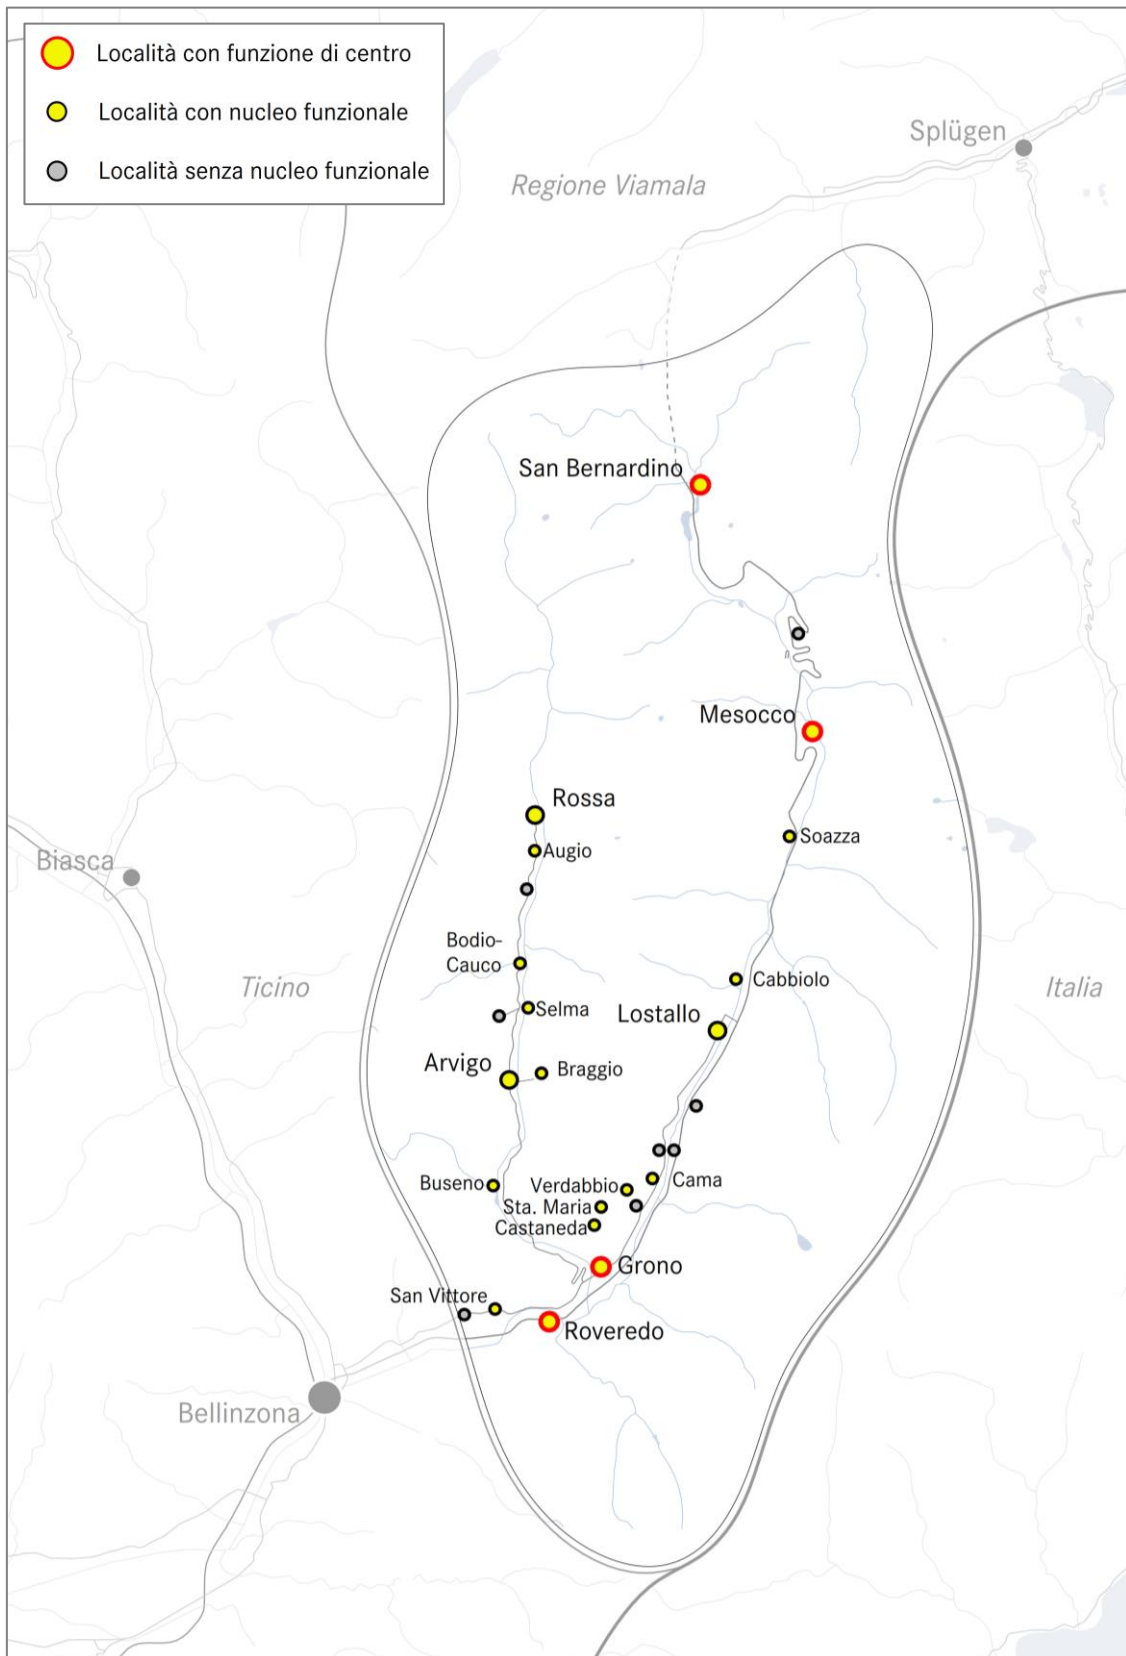 Località con funzione di centro
Località con nucleo funzionale
Località senza nucleo funzionale
Splügen
Regione Viamala
San Bernardino
Mesocco
Rossa
Soazza
Augio
Biasca
Bodio-
Cauco
Cabbiolo
Ticino
Italia
Selma
Lostallo
Arvigo
Braggio
Buseno
Verdabbio
Cama
Sta. Maria
Castaneda
Grono
San Vittore
Roveredo
Bellinzona